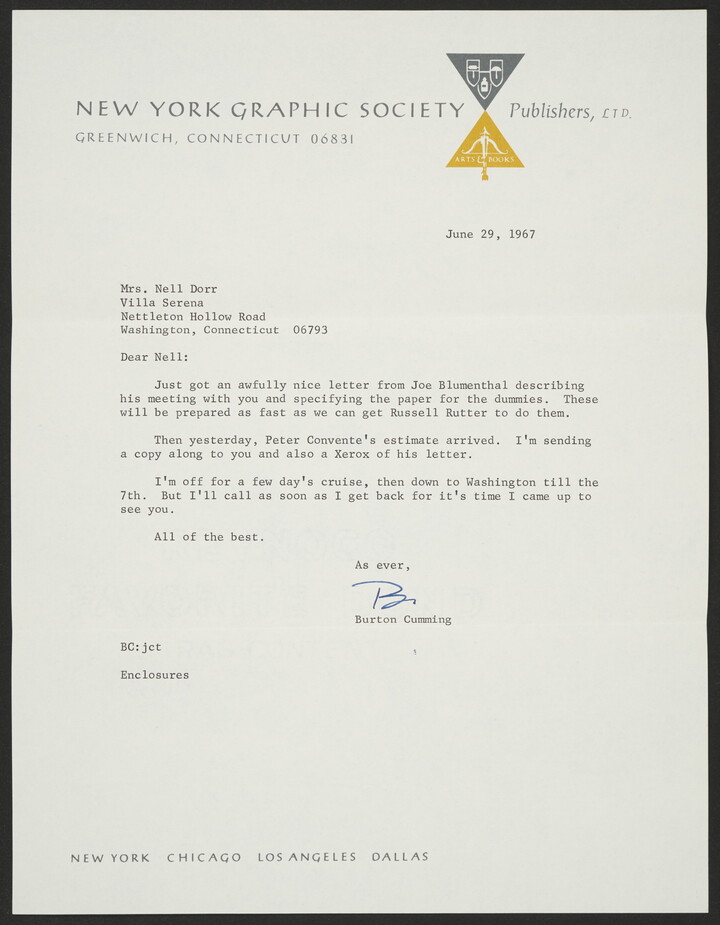 NEW YORK GRAPHIC SOCIETY Publishers, LTD.
GREENWICH, CONNECTICUT 06831
ARTS & BOOKS
June 29, 1967
Mrs. Nell Dorr
Villa Serena
Nettleton Hollow Road
Washington, Connecticut 06793
Dear Nell:
Just got an awfully nice letter from Joe Blumenthal describing
his meeting with you and specifying the paper for the dummies. These
will be prepared as fast as we can get Russell Rutter to do them.
Then yesterday, Peter Convente's estimate arrived. I'm sending
a copy along to you and also a Xerox of his letter.
I'm off for a few day's cruise, then down to Washington till the
7th. But I'll call as soon as I get back for it's time I came up to
see you.
All of the best.
As ever,
Burton Cumming
BC:jct
Enclosures
NEW YORK CHICAGO LOS ANGELES DALLAS